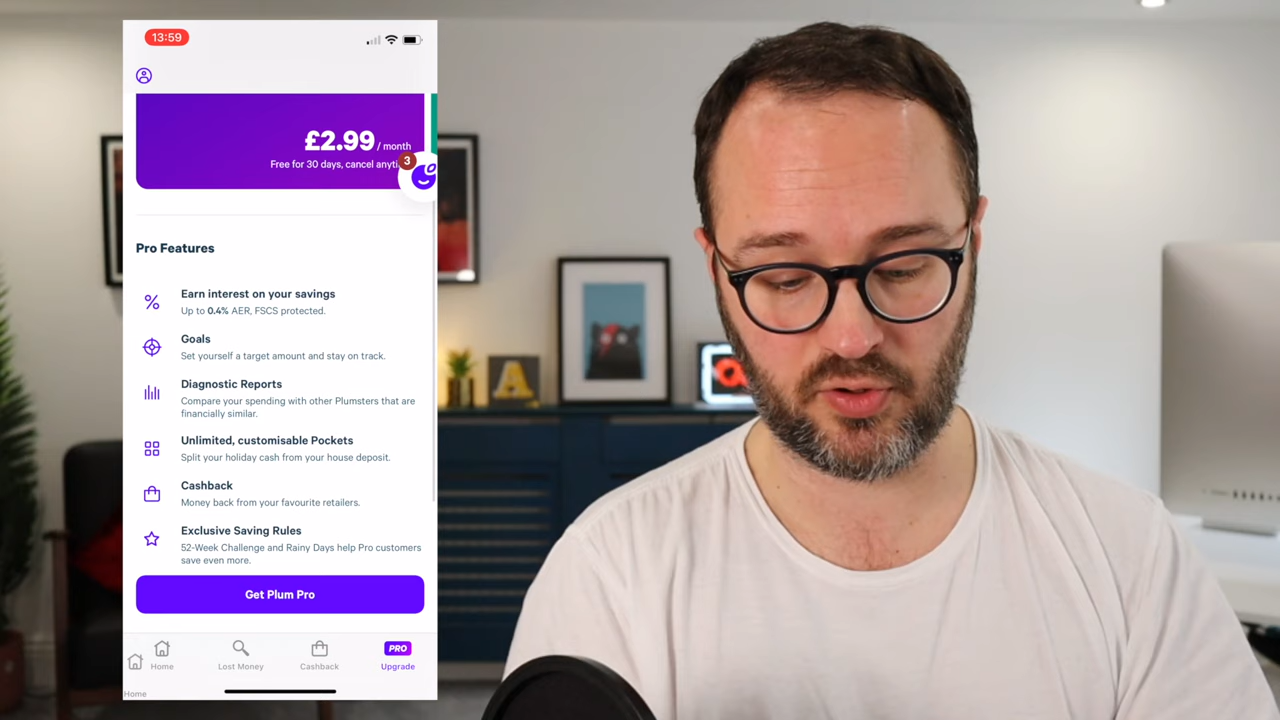 13:59
£2.99 / month
Free for 30 days, cancel
3
Pro Features
%
Earn interest on your savings
Up to 0.4% AER, FSCS protected.
Goals
Set yourself a target amount and stay on track.
Diagnostic Reports
Compare your spending with other Plumsters that are
financially similar.
Unlimited, customisable Pockets
Split your holiday cash from your house deposit.
Cashback
Money back from your favourite retailers.
Exclusive Saving Rules
52-Week Challenge and Rainy Days help Pro customers
save even more.
Get Plum Pro
PRO
Home
Lost Money
Cashback
Upgrade
Home
A